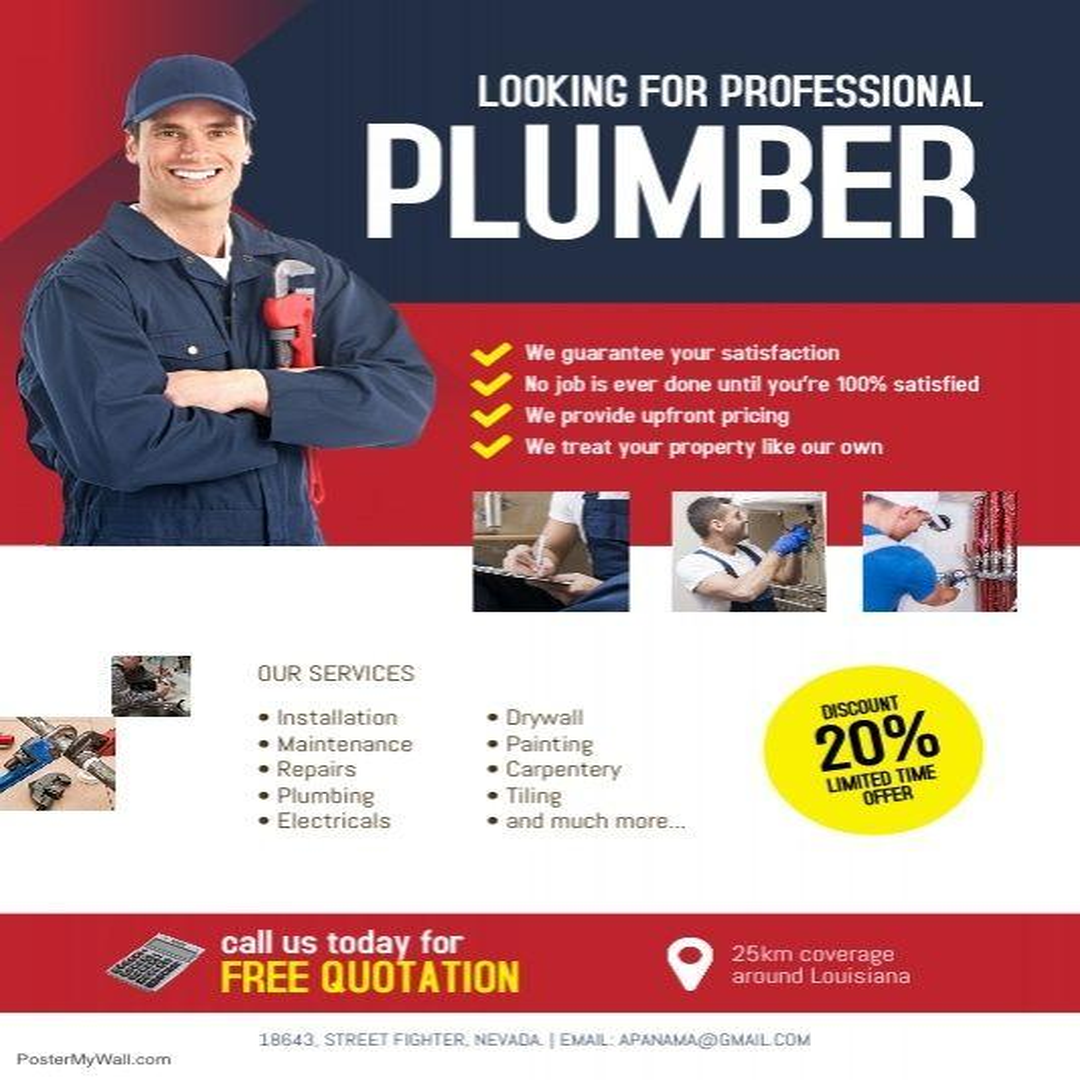 LOOKING FOR PROFESSIONAL
PLUMBER
We guarantee your satisfaction
No job is ever done until you're 100% satisfied
We provide upfront pricing
We treat your property like our own
OUR SERVICES
• Installation
• Maintenance
• Repairs
• Plumbing
• Electricals
• Drywall
• Painting
• Carpentery
• Tiling
• and much more...
DISCOUNT
20%
LIMITED TIME
OFFER
call us today for
FREE QUOTATION
25km coverage
around Louisiana
18643, STREET FIGHTER, NEVADA. | EMAIL: APANAMA@GMAIL.COM
PosterMyWall.com